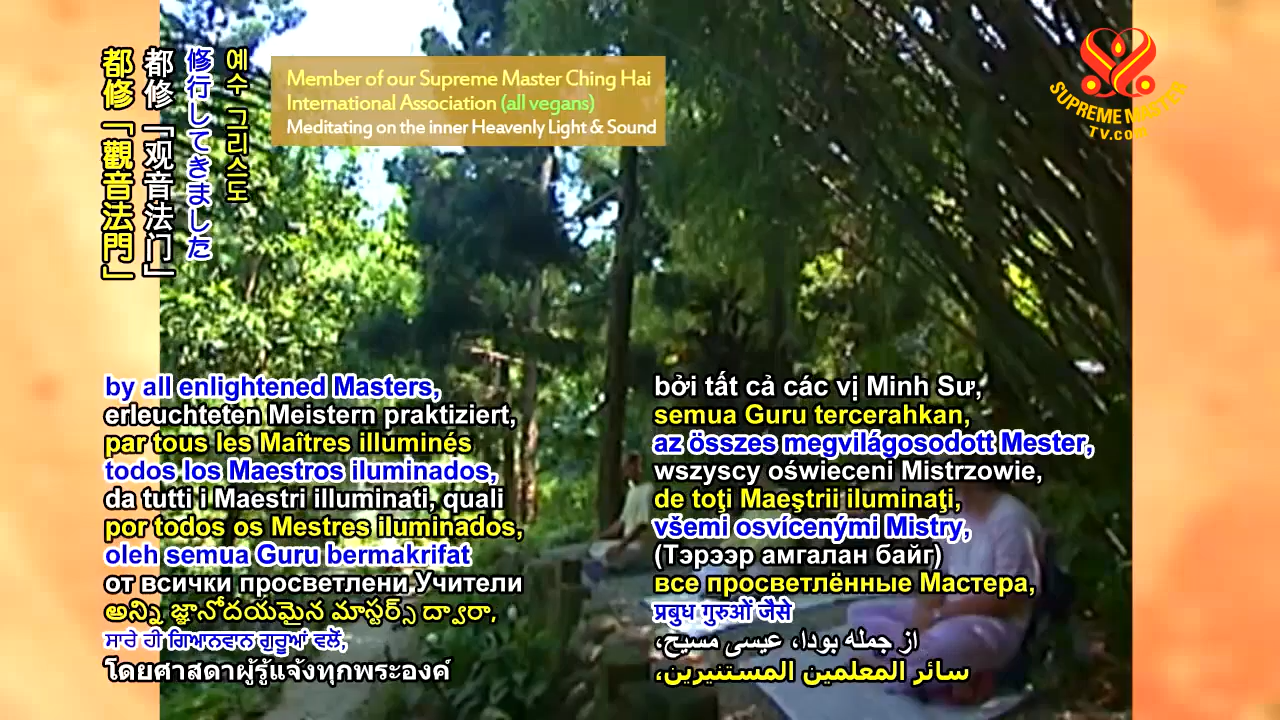 예수 그리스도
修行してきました
都修「观音法门」
都修「觀音法門」
Member of our Supreme Master Ching Hai
International Association (all vegans)
Meditating on the inner Heavenly Light & Sound
SUPREME MASTER
TV.com
by all enlightened Masters,
erleuchteten Meistern praktiziert,
par tous les Maîtres illuminés
todos los Maestros iluminados,
da tutti i Maestri illuminati, quali
por todos os Mestres iluminados,
oleh semua Guru bermakrifat
от всички просветлени Учители
అన్ని జ్ఞానోదయమైన మాస్టర్స్ ద్వారా,
ਸਾਰੇ ਹੀ ਗਿਆਨਵਾਨ ਗੁਰੂਆਂ ਵਲੋਂ,
โดยศาสดาผู้รู้แจ้งทุกพระองค์
bởi tất cả các vị Minh Sư,
semua Guru tercerahkan,
az összes megvilágosodott Mester,
wszyscy oświeceni Mistrzowie,
de toţi Maeştrii iluminaţi,
všemi osvícenými Mistry,
(Тэрээр амгалан байг)
все просветлённые Мастера,
प्रबुध गुरुओं जैसे
از جمله بودا، عیسی مسیح،
سائر المعلمين المستنيرين،